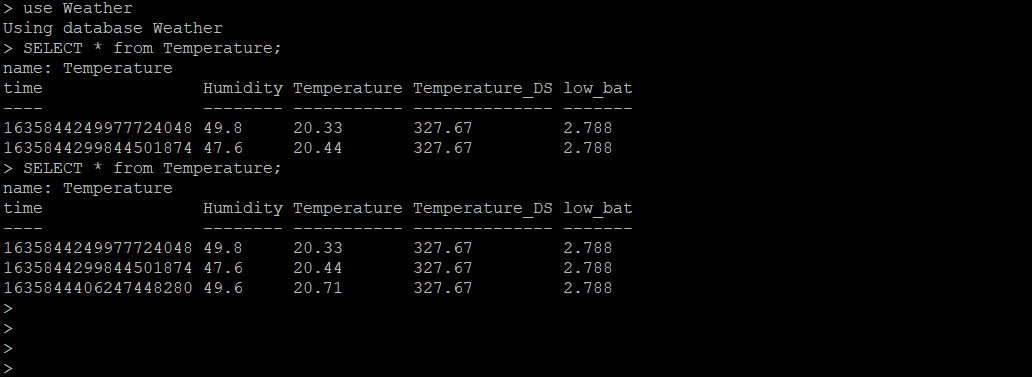 > use Weather
Using database Weather
> SELECT * from Temperature;
name: Temperature
time                Humidity Temperature Temperature_DS low_bat
----                -------- ----------- -------------- -------
1635844249977724048 49.8     20.33       327.67         2.788
1635844299844501874 47.6     20.44       327.67         2.788
> SELECT * from Temperature;
name: Temperature
time                Humidity Temperature Temperature_DS low_bat
----                -------- ----------- -------------- -------
1635844249977724048 49.8     20.33       327.67         2.788
1635844299844501874 47.6     20.44       327.67         2.788
1635844406247448280 49.6     20.71       327.67         2.788
>
>
>
>